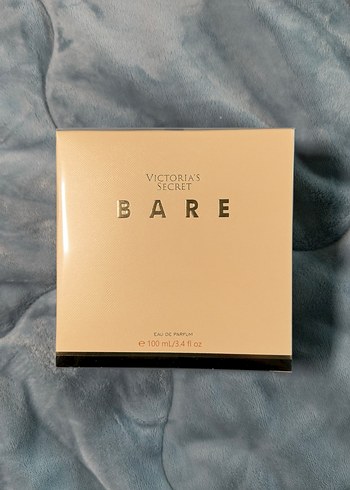 VICTORIA'S
SECRET
BARE
EAU DE PARFUM
℮ 100 mL/3.4 fl oz